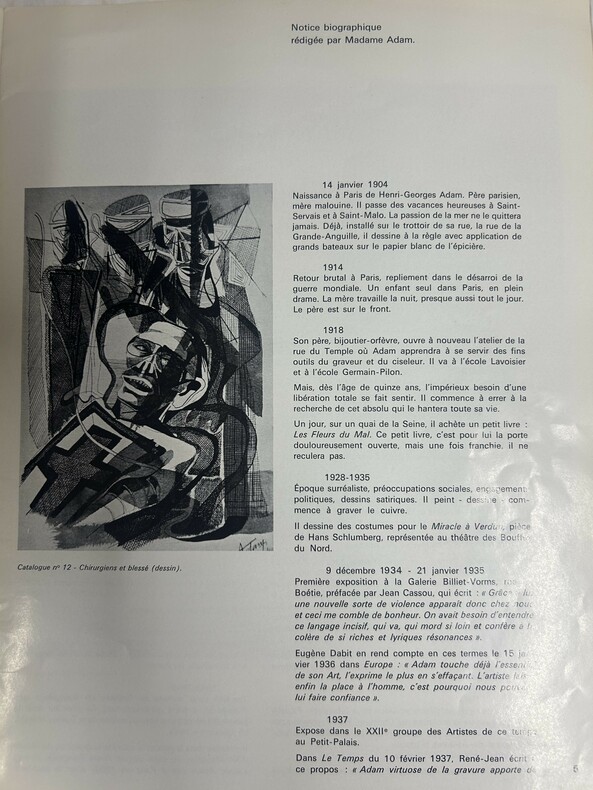 Notice biographique
rédigée par Madame Adam.
14 janvier 1904
Naissance à Paris de Henri-Georges Adam. Père parisien,
mère malouine. Il passe des vacances heureuses à Saint-
Servais et à Saint-Malo. La passion de la mer ne le quittera
jamais. Déjà, installé sur le trottoir de sa rue, la rue de la
Grande-Anguille, il dessine à la règle avec application de
grands bateaux sur le papier blanc de l'épicière.
1914
Retour brutal à Paris, repliement dans le désarroi de la
guerre mondiale. Un enfant seul dans Paris, en plein
drame. La mère travaille la nuit, presque aussi tout le jour.
Le père est sur le front.
1918
Son père, bijoutier-orfèvre, ouvre à nouveau l'atelier de la
rue du Temple où Adam apprendra à se servir des fins
outils du graveur et du ciseleur. Il va à l'école Lavoisier
et à l'école Germain-Pilon.
Mais, dès l'âge de quinze ans, l'impérieux besoin d'une
libération totale se fait sentir. Il commence à errer à la
recherche de cet absolu qui le hantera toute sa vie.
Un jour, sur un quai de la Seine, il achète un petit livre :
Les Fleurs du Mal. Ce petit livre, c'est pour lui la porte
douloureusement ouverte, mais une fois franchie, il ne
reculera pas.
1928-1935
Époque surréaliste, préoccupations sociales, engagement
politiques, dessins satiriques. Il peint - dessine - com-
mence à graver le cuivre.
Il dessine des costumes pour le Miracle à Verdun, pièce
de Hans Schlumberg, représentée au théâtre des Bouffes
du Nord.
9 décembre 1934 - 21 janvier 1935
Première exposition à la Galerie Billiet-Vorms, rue
Boétie, préfacée par Jean Cassou, qui écrit : « Grâce lui
une nouvelle sorte de violence apparaît donc chez nous
et ceci me comble de bonheur. On avait besoin d'entendre
ce langage incisif, qui va, qui mord si loin et confère à
colère de si riches et lyriques résonances ».
Eugène Dabit en rend compte en ces termes le 15 jan
vier 1936 dans Europe : « Adam touche déjà l'essen
de son Art, l'exprime le plus en s'effaçant. L'artiste
enfin la place à l'homme, c'est pourquoi nous
lui faire confiance ».
1937
Expose dans le XXIIe groupe des Artistes de ce
au Petit-Palais.
Dans Le Temps du 10 février 1937, René-Jean écrit
ce propos : « Adam virtuose de la gravure apporte
Catalogue n° 12 - Chirurgiens et blessé (dessin).
5